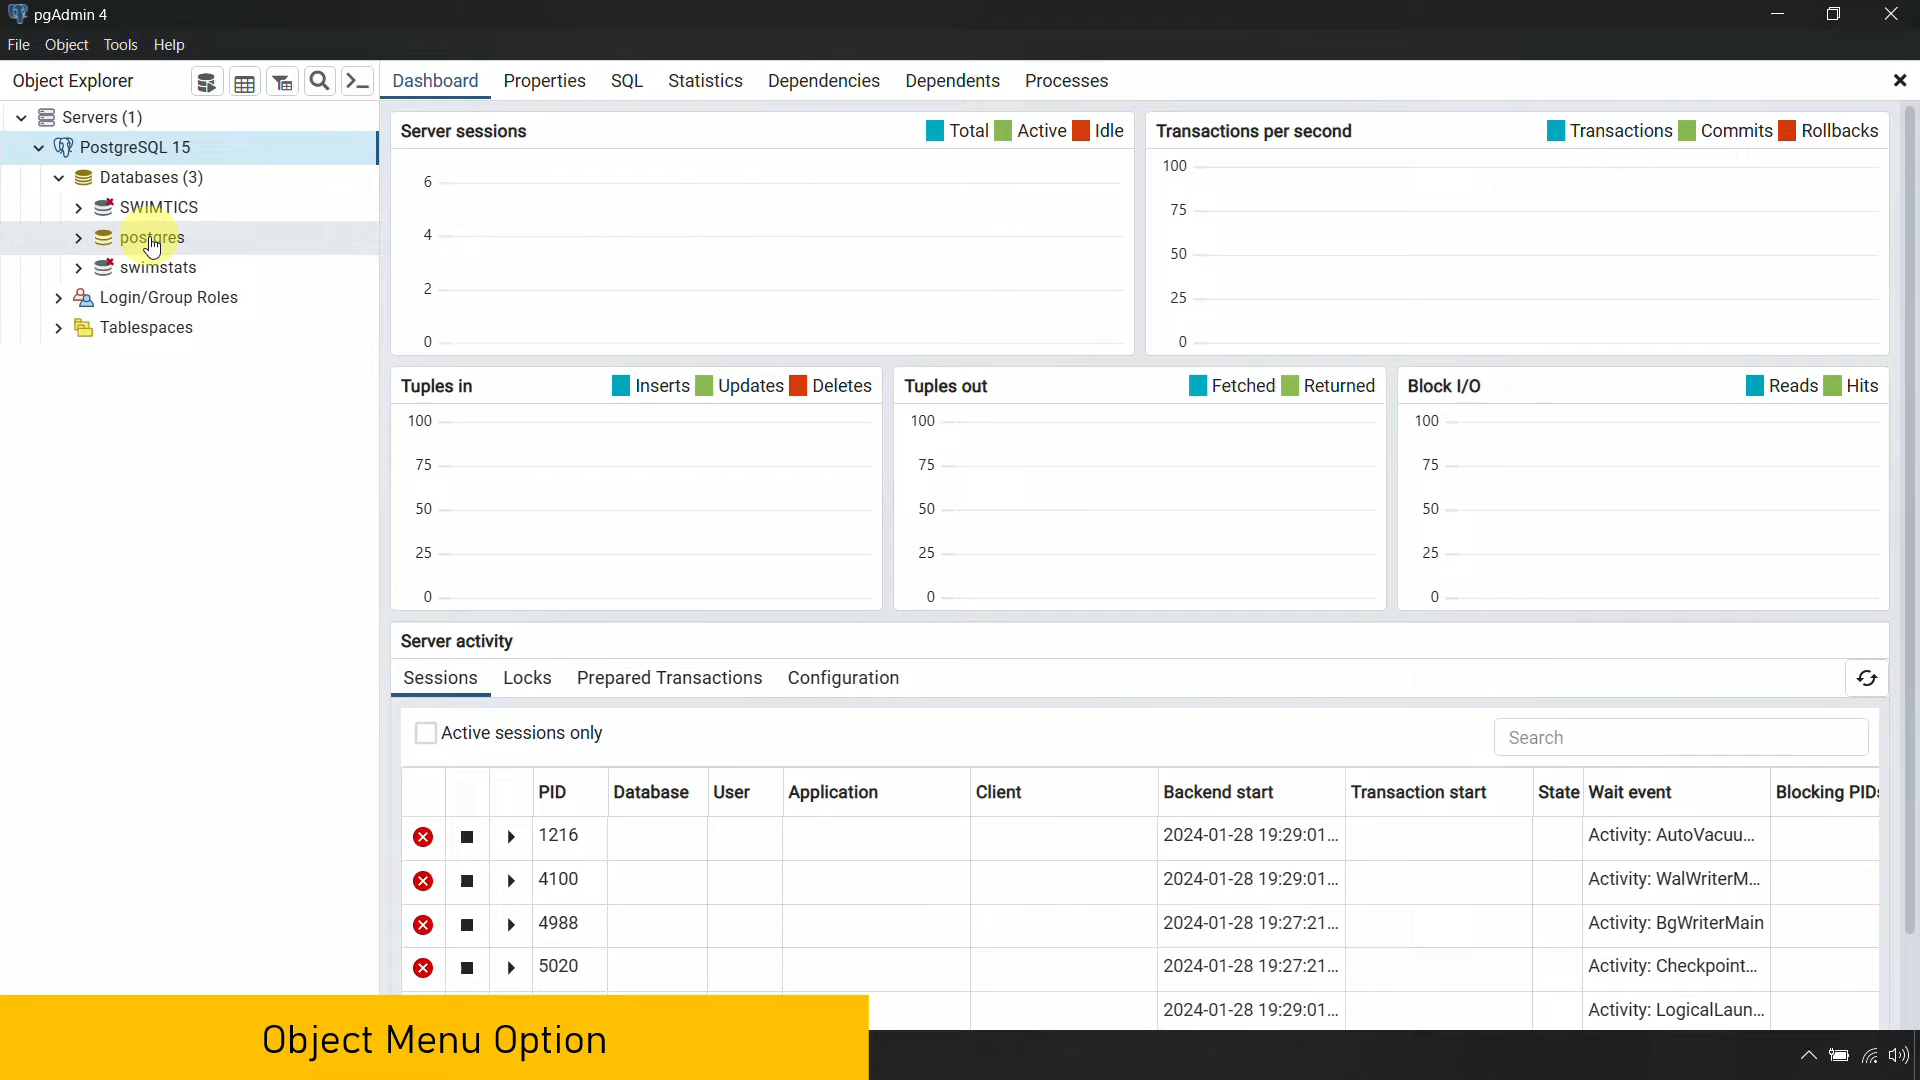 pgAdmin 4
File Object Tools Help
Object Explorer
Dashboard Properties SQL Statistics Dependencies Dependents Processes
Servers (1)
PostgreSQL 15
Databases (3)
SWIMTICS
postgres
swimstats
Login/Group Roles
Tablespaces
Server sessions Total Active Idle
6
4
2
0
Transactions per second Transactions Commits Rollbacks
100
75
50
25
0
Tuples in Inserts Updates Deletes
100
75
50
25
0
Tuples out Fetched Returned
100
75
50
25
0
Block I/O Reads Hits
100
75
50
25
0
Server activity
Sessions Locks Prepared Transactions Configuration
Active sessions only Search
PID Database User Application Client Backend start Transaction start State Wait event Blocking PIDs
1216 2024-01-28 19:29:01... Activity: AutoVacuu...
4100 2024-01-28 19:29:01... Activity: WalWriterM...
4988 2024-01-28 19:27:21... Activity: BgWriterMain
5020 2024-01-28 19:27:21... Activity: Checkpoint...
2024-01-28 19:29:01... Activity: LogicalLaun...
Object Menu Option